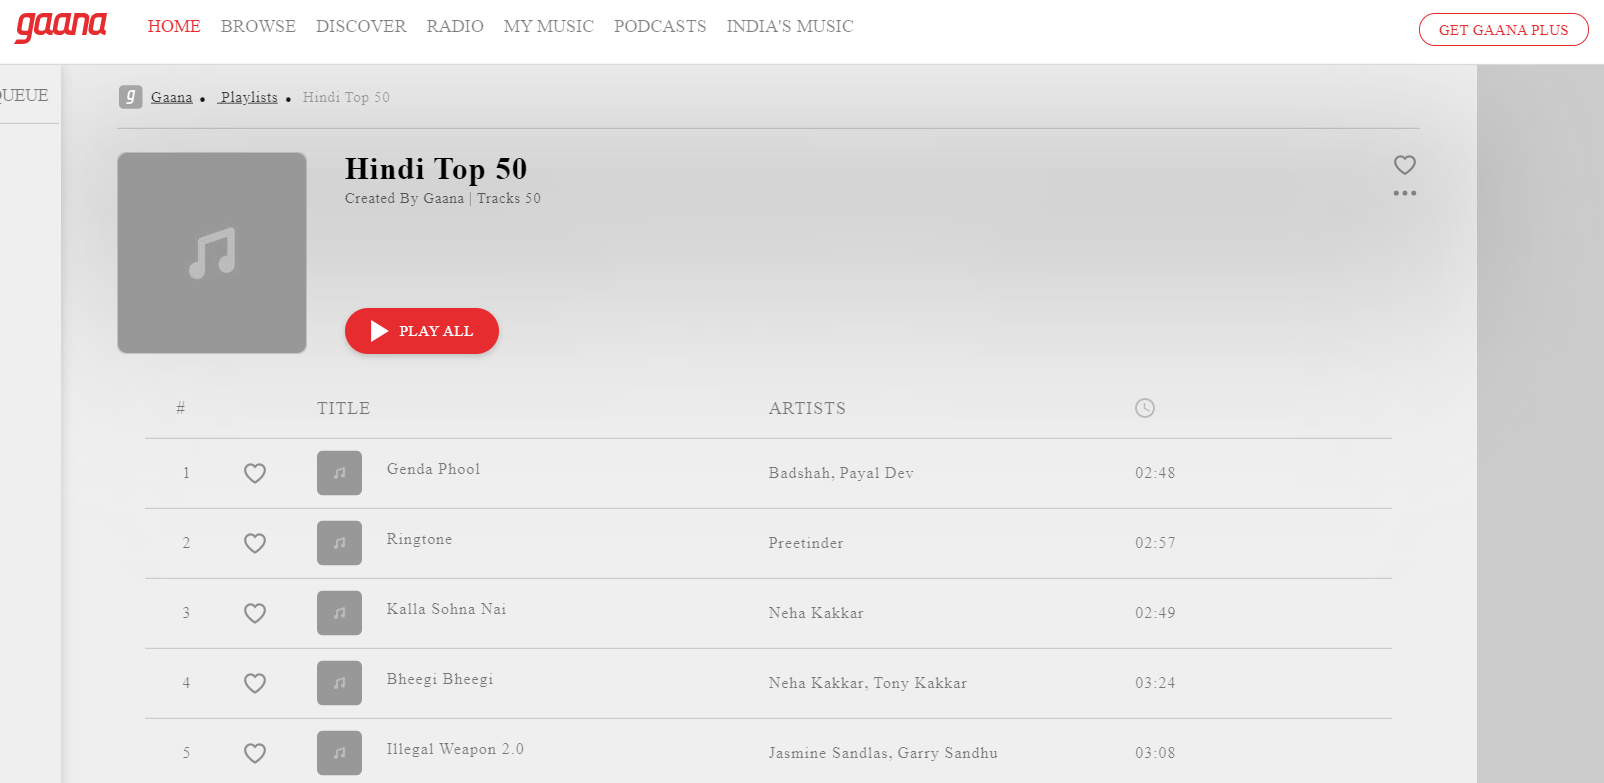 gaana HOME BROWSE DISCOVER RADIO MY MUSIC PODCASTS INDIA'S MUSIC GET GAANA PLUS
QUEUE
g Gaana • Playlists • Hindi Top 50
Hindi Top 50
Created By Gaana | Tracks 50
PLAY ALL
# TITLE ARTISTS
1 Genda Phool Badshah, Payal Dev 02:48
2 Ringtone Preetinder 02:57
3 Kalla Sohna Nai Neha Kakkar 02:49
4 Bheegi Bheegi Neha Kakkar, Tony Kakkar 03:24
5 Illegal Weapon 2.0 Jasmine Sandlas, Garry Sandhu 03:08